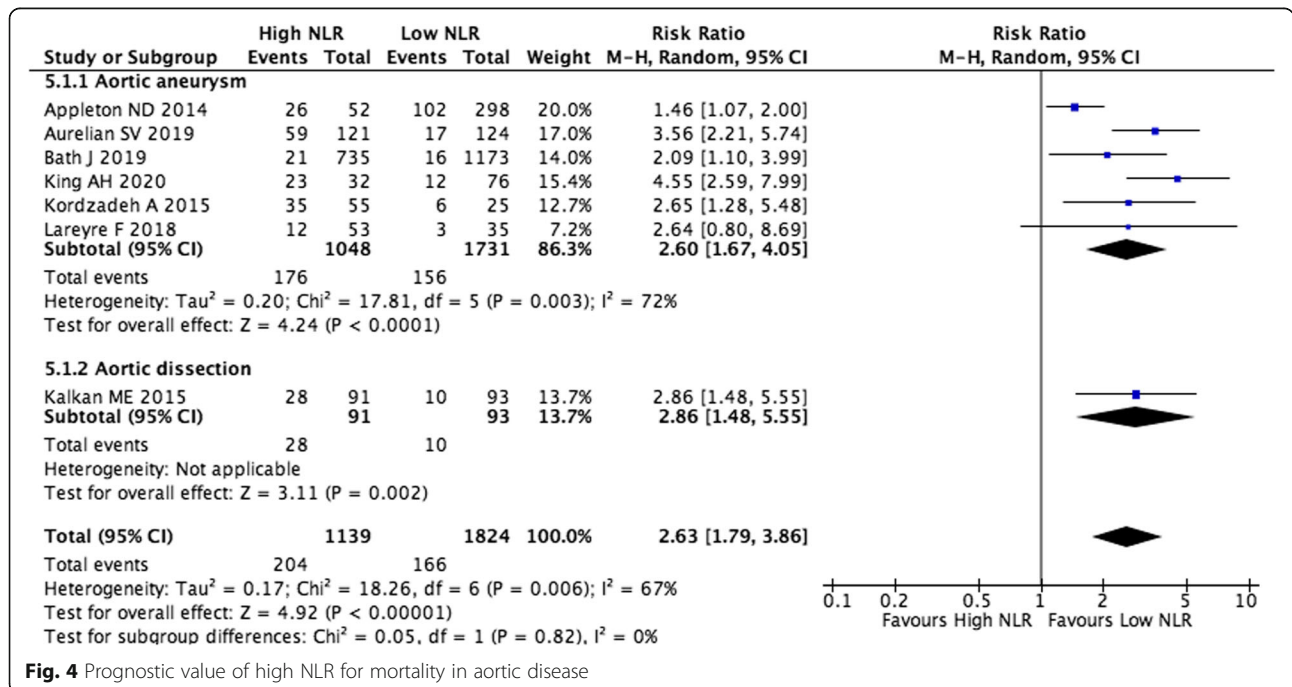 High NLR Low NLR Risk Ratio Risk Ratio
Study or Subgroup Events Total Events Total Weight M-H, Random, 95% CI M-H, Random, 95% CI
5.1.1 Aortic aneurysm
Appleton ND 2014 26 52 102 298 20.0% 1.46 [1.07, 2.00]
Aurelian SV 2019 59 121 17 124 17.0% 3.56 [2.21, 5.74]
Bath J 2019 21 735 16 1173 14.0% 2.09 [1.10, 3.99]
King AH 2020 23 32 12 76 15.4% 4.55 [2.59, 7.99]
Kordzadeh A 2015 35 55 6 25 12.7% 2.65 [1.28, 5.48]
Lareyre F 2018 12 53 3 35 7.2% 2.64 [0.80, 8.69]
Subtotal (95% CI) 1048 1731 86.3% 2.60 [1.67, 4.05]
Total events 176 156
Heterogeneity: Tau² = 0.20; Chi² = 17.81, df = 5 (P = 0.003); I² = 72%
Test for overall effect: Z = 4.24 (P < 0.0001)
5.1.2 Aortic dissection
Kalkan ME 2015 28 91 10 93 13.7% 2.86 [1.48, 5.55]
Subtotal (95% CI) 91 93 13.7% 2.86 [1.48, 5.55]
Total events 28 10
Heterogeneity: Not applicable
Test for overall effect: Z = 3.11 (P = 0.002)
Total (95% CI) 1139 1824 100.0% 2.63 [1.79, 3.86]
Total events 204 166
Heterogeneity: Tau² = 0.17; Chi² = 18.26, df = 6 (P = 0.006); I² = 67%
Test for overall effect: Z = 4.92 (P < 0.00001)
Test for subgroup differences: Chi² = 0.05, df = 1 (P = 0.82), I² = 0%
0.1 0.2 0.5 1 2 5 10
Favours High NLR Favours Low NLR
Fig. 4 Prognostic value of high NLR for mortality in aortic disease